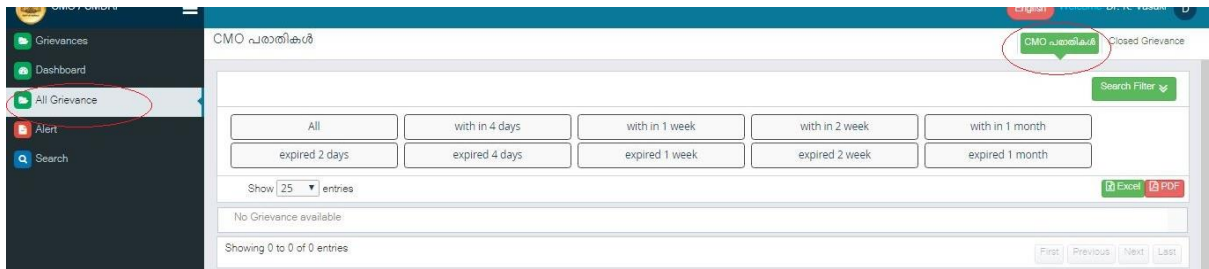 CMO / CMDRF
English Welcome Dr. K. Vasuki D
Grievances
Dashboard
All Grievance
Alert
Search
CMO പരാതികൾ
CMO പരാതികൾ Closed Grievance
Search Filter
All with in 4 days with in 1 week with in 2 week with in 1 month
expired 2 days expired 4 days expired 1 week expired 2 week expired 1 month
Show 25 entries
Excel PDF
No Grievance available
Showing 0 to 0 of 0 entries
First Previous Next Last